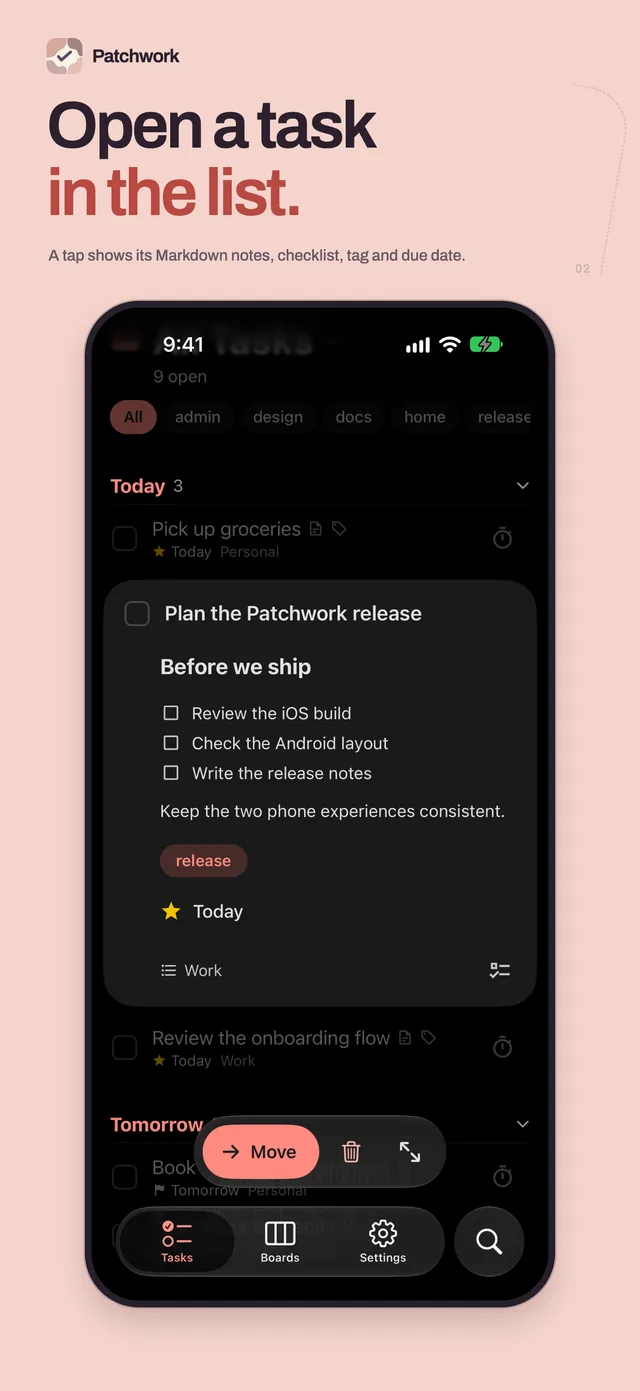 Patchwork
Open a task
in the list.
A tap shows its Markdown notes, checklist, tag and due date.
02
9:41
Tasks
9 open
All admin design docs home release
Today 3
Pick up groceries
Today Personal
Plan the Patchwork release
Before we ship
Review the iOS build
Check the Android layout
Write the release notes
Keep the two phone experiences consistent.
release
Today
Work
Review the onboarding flow
Today Work
Tomorrow
Move
Book
Tomorrow Personal
Tasks Boards Settings